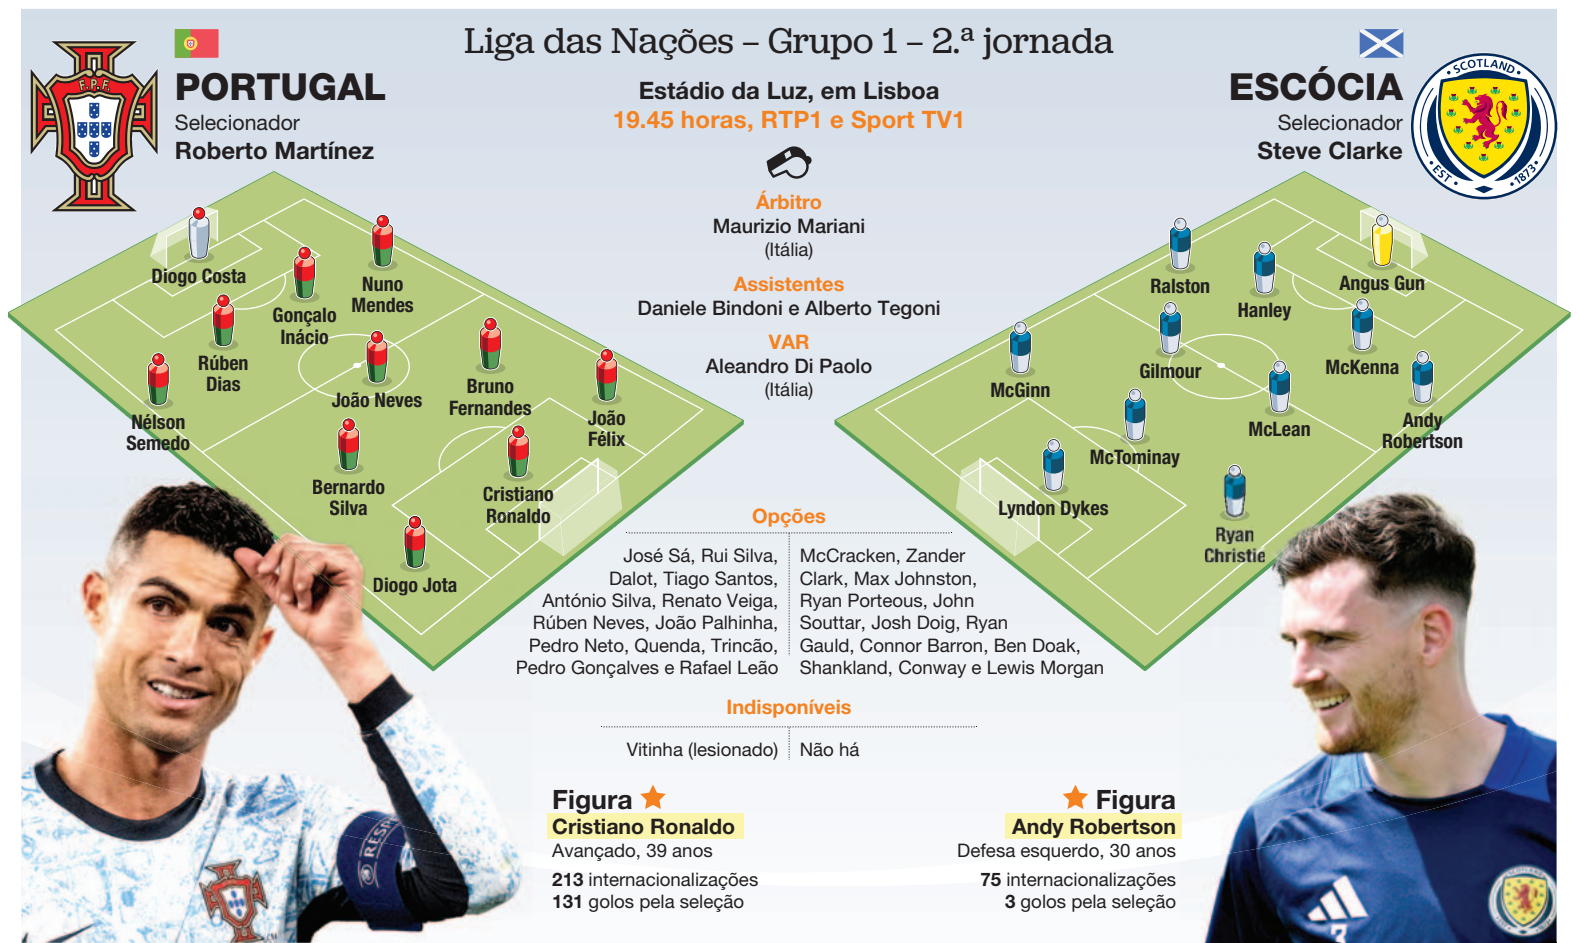 Liga das Nações – Grupo 1 – 2.ª jornada
Estádio da Luz, em Lisboa
19.45 horas, RTP1 e Sport TV1
F.P.F.
PORTUGAL
Selecionador
Roberto Martínez
ESCÓCIA
Selecionador
Steve Clarke
SCOTLAND
EST.
1873
Árbitro
Maurizio Mariani
(Itália)
Assistentes
Daniele Bindoni e Alberto Tegoni
VAR
Aleandro Di Paolo
(Itália)
Diogo Costa
Nuno
Mendes
Gonçalo
Inácio
Rúben
Dias
Nélson
Semedo
João Neves
Bruno
Fernandes
João
Félix
Bernardo
Silva
Cristiano
Ronaldo
Diogo Jota
Ralston
Hanley
Angus Gun
McKenna
Andy
Robertson
Gilmour
McGinn
McLean
McTominay
Lyndon Dykes
Ryan
Christie
Opções
José Sá, Rui Silva,
Dalot, Tiago Santos,
António Silva, Renato Veiga,
Rúben Neves, João Palhinha,
Pedro Neto, Quenda, Trincão,
Pedro Gonçalves e Rafael Leão
McCracken, Zander
Clark, Max Johnston,
Ryan Porteous, John
Souttar, Josh Doig, Ryan
Gauld, Connor Barron, Ben Doak,
Shankland, Conway e Lewis Morgan
Indisponíveis
Vitinha (lesionado)
Não há
Figura
Cristiano Ronaldo
Avançado, 39 anos
213 internacionalizações
131 golos pela seleção
Figura
Andy Robertson
Defesa esquerdo, 30 anos
75 internacionalizações
3 golos pela seleção
RESP
3